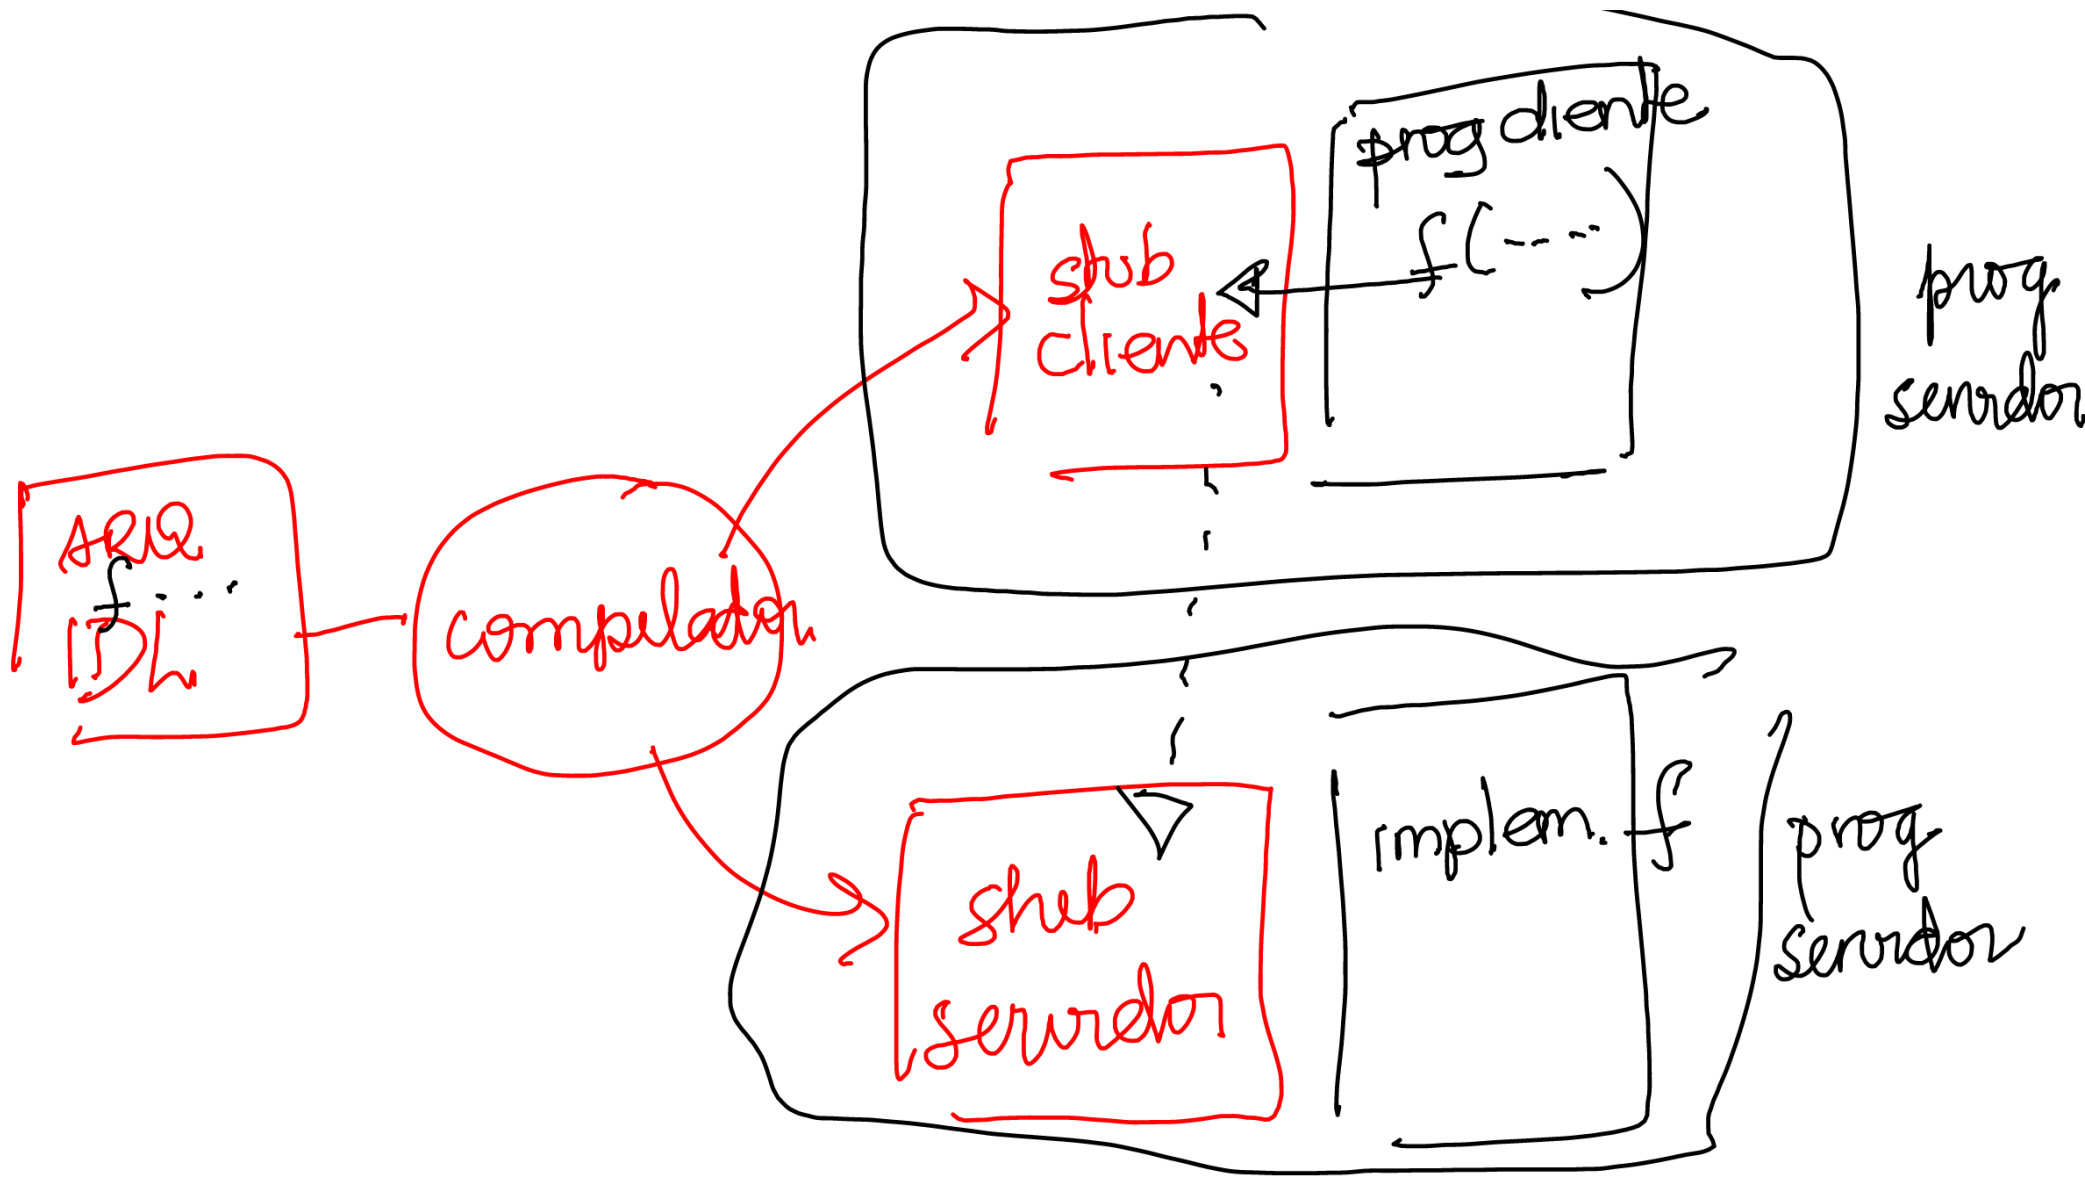 prog cliente
f(----)
stub
cliente
prog
servidor
ARQ
f ...
IDL
compilador
implem. f
prog
servidor
stub
servidor